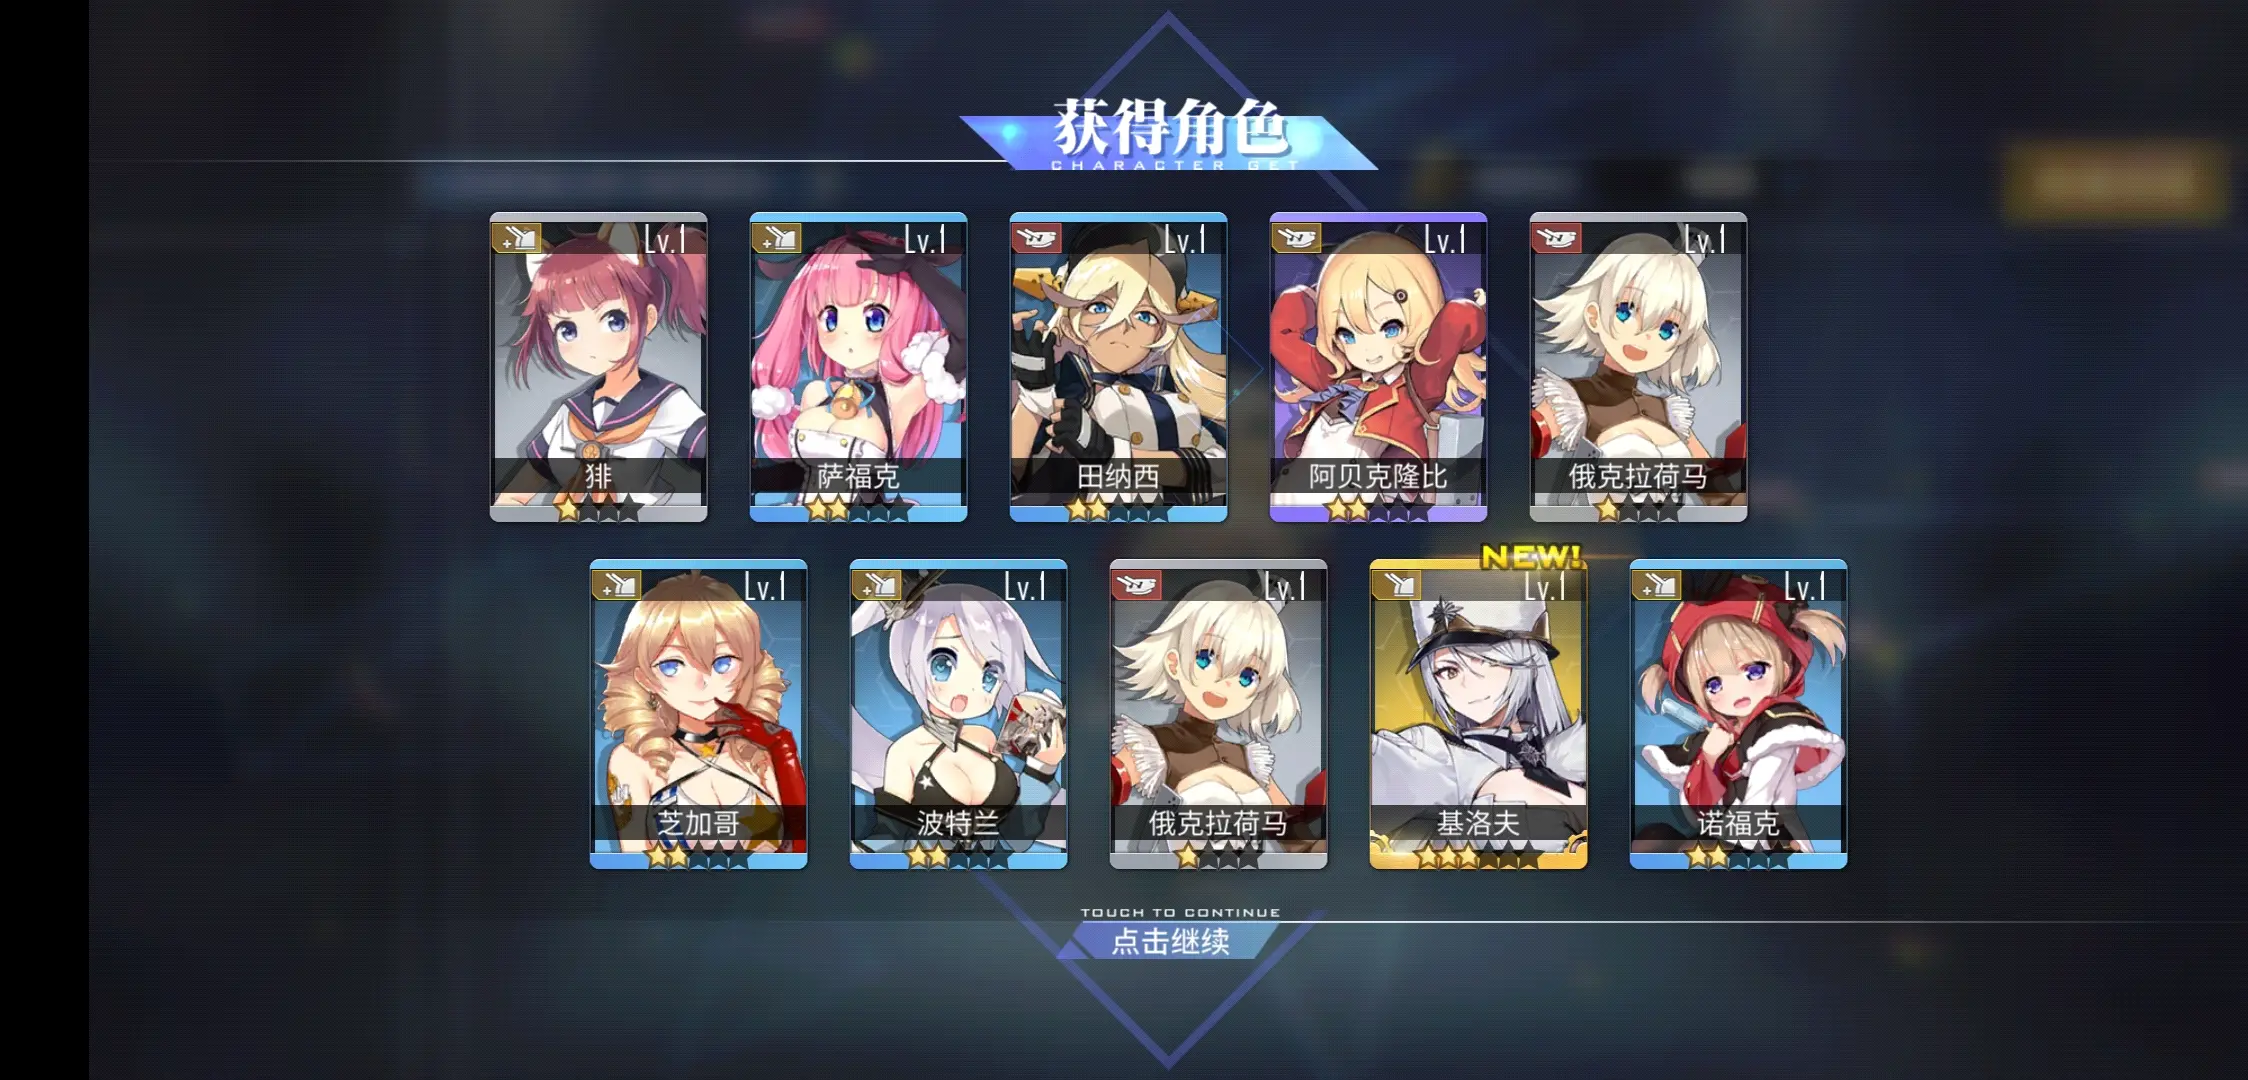 获得角色
CHARACTER GET
Lv.1
Lv.1
Lv.1
Lv.1
Lv.1
猅
萨福克
田纳西
阿贝克隆比
俄克拉荷马
NEW!
Lv.1
Lv.1
Lv.1
Lv.1
Lv.1
芝加哥
波特兰
俄克拉荷马
基洛夫
诺福克
TOUCH TO CONTINUE
点击继续